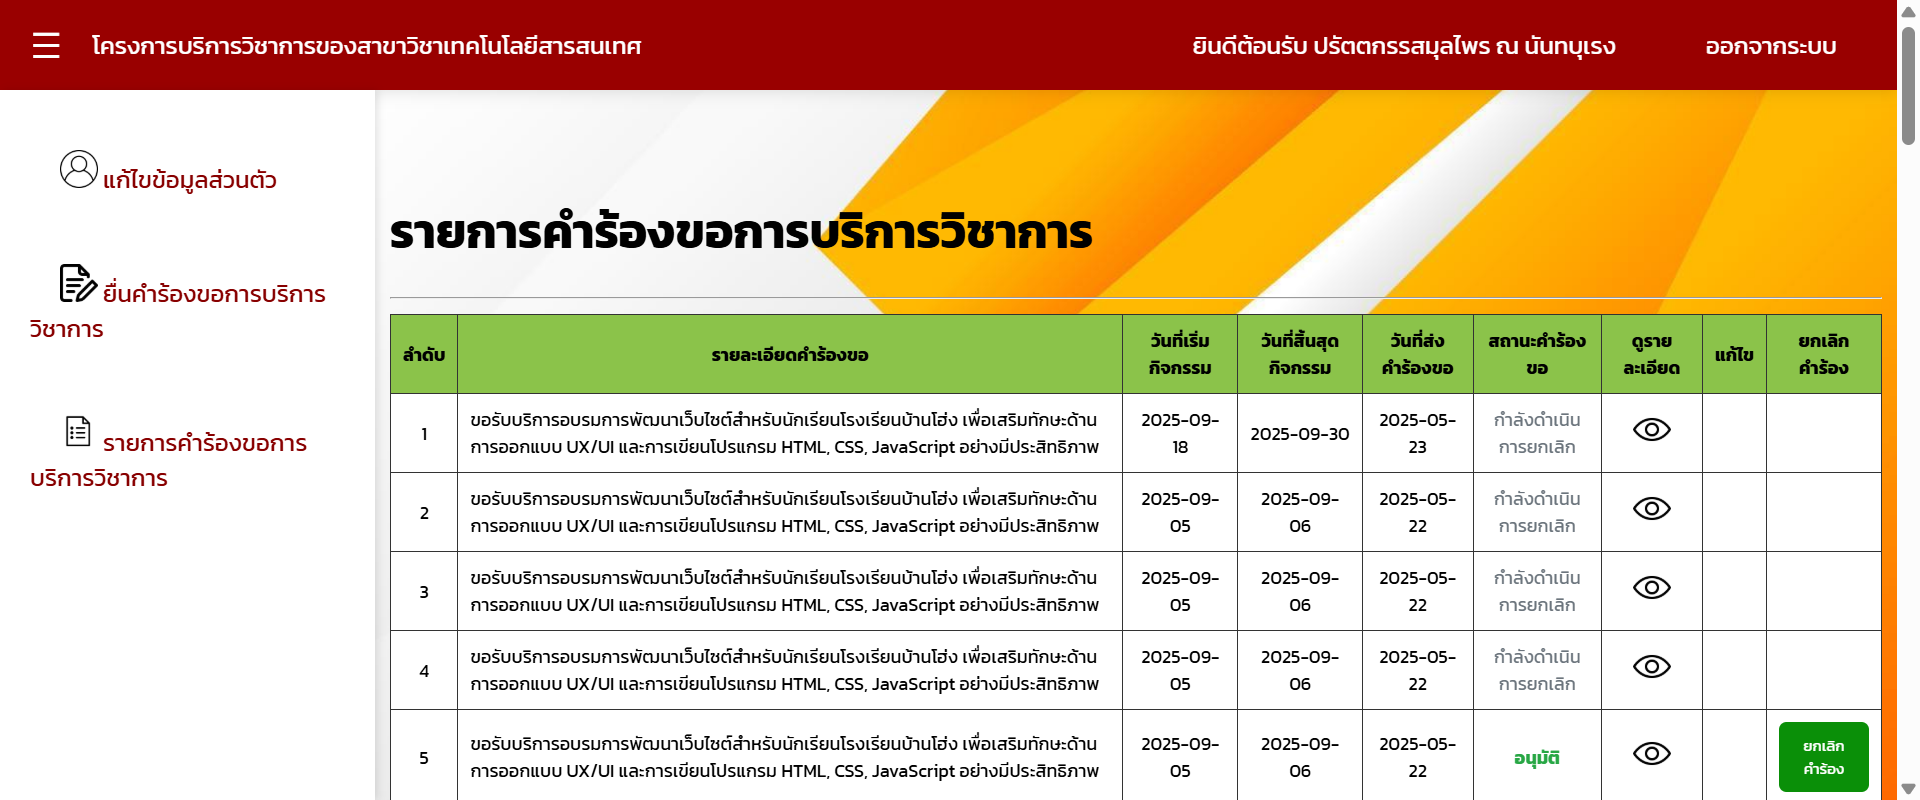 โครงการบริการวิชาการของสาขาวิชาเทคโนโลยีสารสนเทศ
ยินดีต้อนรับ ปรัตตกรรสมุลไพร ณ นันทบุเรง
ออกจากระบบ
แก้ไขข้อมูลส่วนตัว
ยื่นคำร้องขอการบริการ
วิชาการ
รายการคำร้องขอการ
บริการวิชาการ
รายการคำร้องขอการบริการวิชาการ
ลำดับ
รายละเอียดคำร้องขอ
วันที่เริ่ม
กิจกรรม
วันที่สิ้นสุด
กิจกรรม
วันที่ส่ง
คำร้องขอ
สถานะคำร้อง
ขอ
ดูราย
ละเอียด
แก้ไข
ยกเลิก
คำร้อง
1
ขอรับบริการอบรมการพัฒนาเว็บไซต์สำหรับนักเรียนโรงเรียนบ้านโฮ่ง เพื่อเสริมทักษะด้าน
การออกแบบ UX/UI และการเขียนโปรแกรม HTML, CSS, JavaScript อย่างมีประสิทธิภาพ
2025-09-
18
2025-09-30
2025-05-
23
กำลังดำเนิน
การยกเลิก
2
ขอรับบริการอบรมการพัฒนาเว็บไซต์สำหรับนักเรียนโรงเรียนบ้านโฮ่ง เพื่อเสริมทักษะด้าน
การออกแบบ UX/UI และการเขียนโปรแกรม HTML, CSS, JavaScript อย่างมีประสิทธิภาพ
2025-09-
05
2025-09-
06
2025-05-
22
กำลังดำเนิน
การยกเลิก
3
ขอรับบริการอบรมการพัฒนาเว็บไซต์สำหรับนักเรียนโรงเรียนบ้านโฮ่ง เพื่อเสริมทักษะด้าน
การออกแบบ UX/UI และการเขียนโปรแกรม HTML, CSS, JavaScript อย่างมีประสิทธิภาพ
2025-09-
05
2025-09-
06
2025-05-
22
กำลังดำเนิน
การยกเลิก
4
ขอรับบริการอบรมการพัฒนาเว็บไซต์สำหรับนักเรียนโรงเรียนบ้านโฮ่ง เพื่อเสริมทักษะด้าน
การออกแบบ UX/UI และการเขียนโปรแกรม HTML, CSS, JavaScript อย่างมีประสิทธิภาพ
2025-09-
05
2025-09-
06
2025-05-
22
กำลังดำเนิน
การยกเลิก
5
ขอรับบริการอบรมการพัฒนาเว็บไซต์สำหรับนักเรียนโรงเรียนบ้านโฮ่ง เพื่อเสริมทักษะด้าน
การออกแบบ UX/UI และการเขียนโปรแกรม HTML, CSS, JavaScript อย่างมีประสิทธิภาพ
2025-09-
05
2025-09-
06
2025-05-
22
อนุมัติ
ยกเลิก
คำร้อง